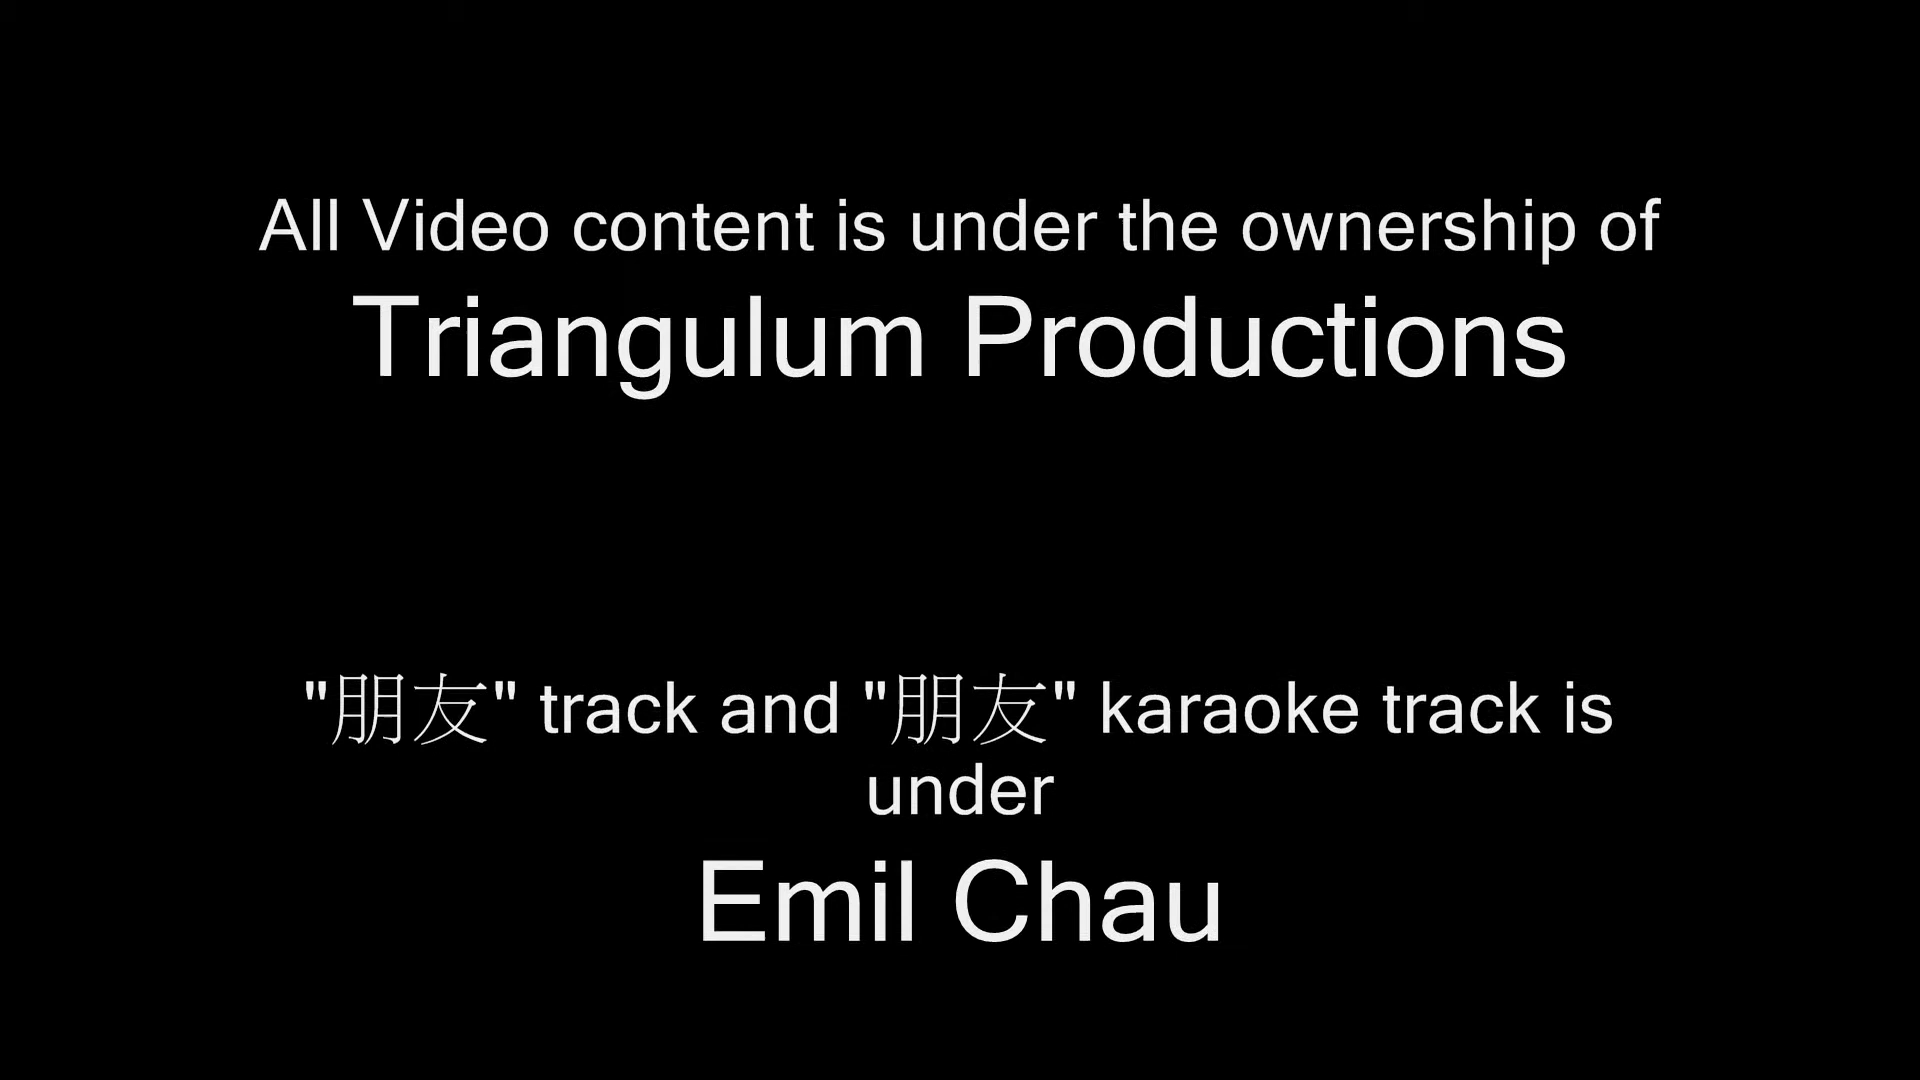 All Video content is under the ownership of
Triangulum Productions
"朋友" track and "朋友" karaoke track is
under
Emil Chau